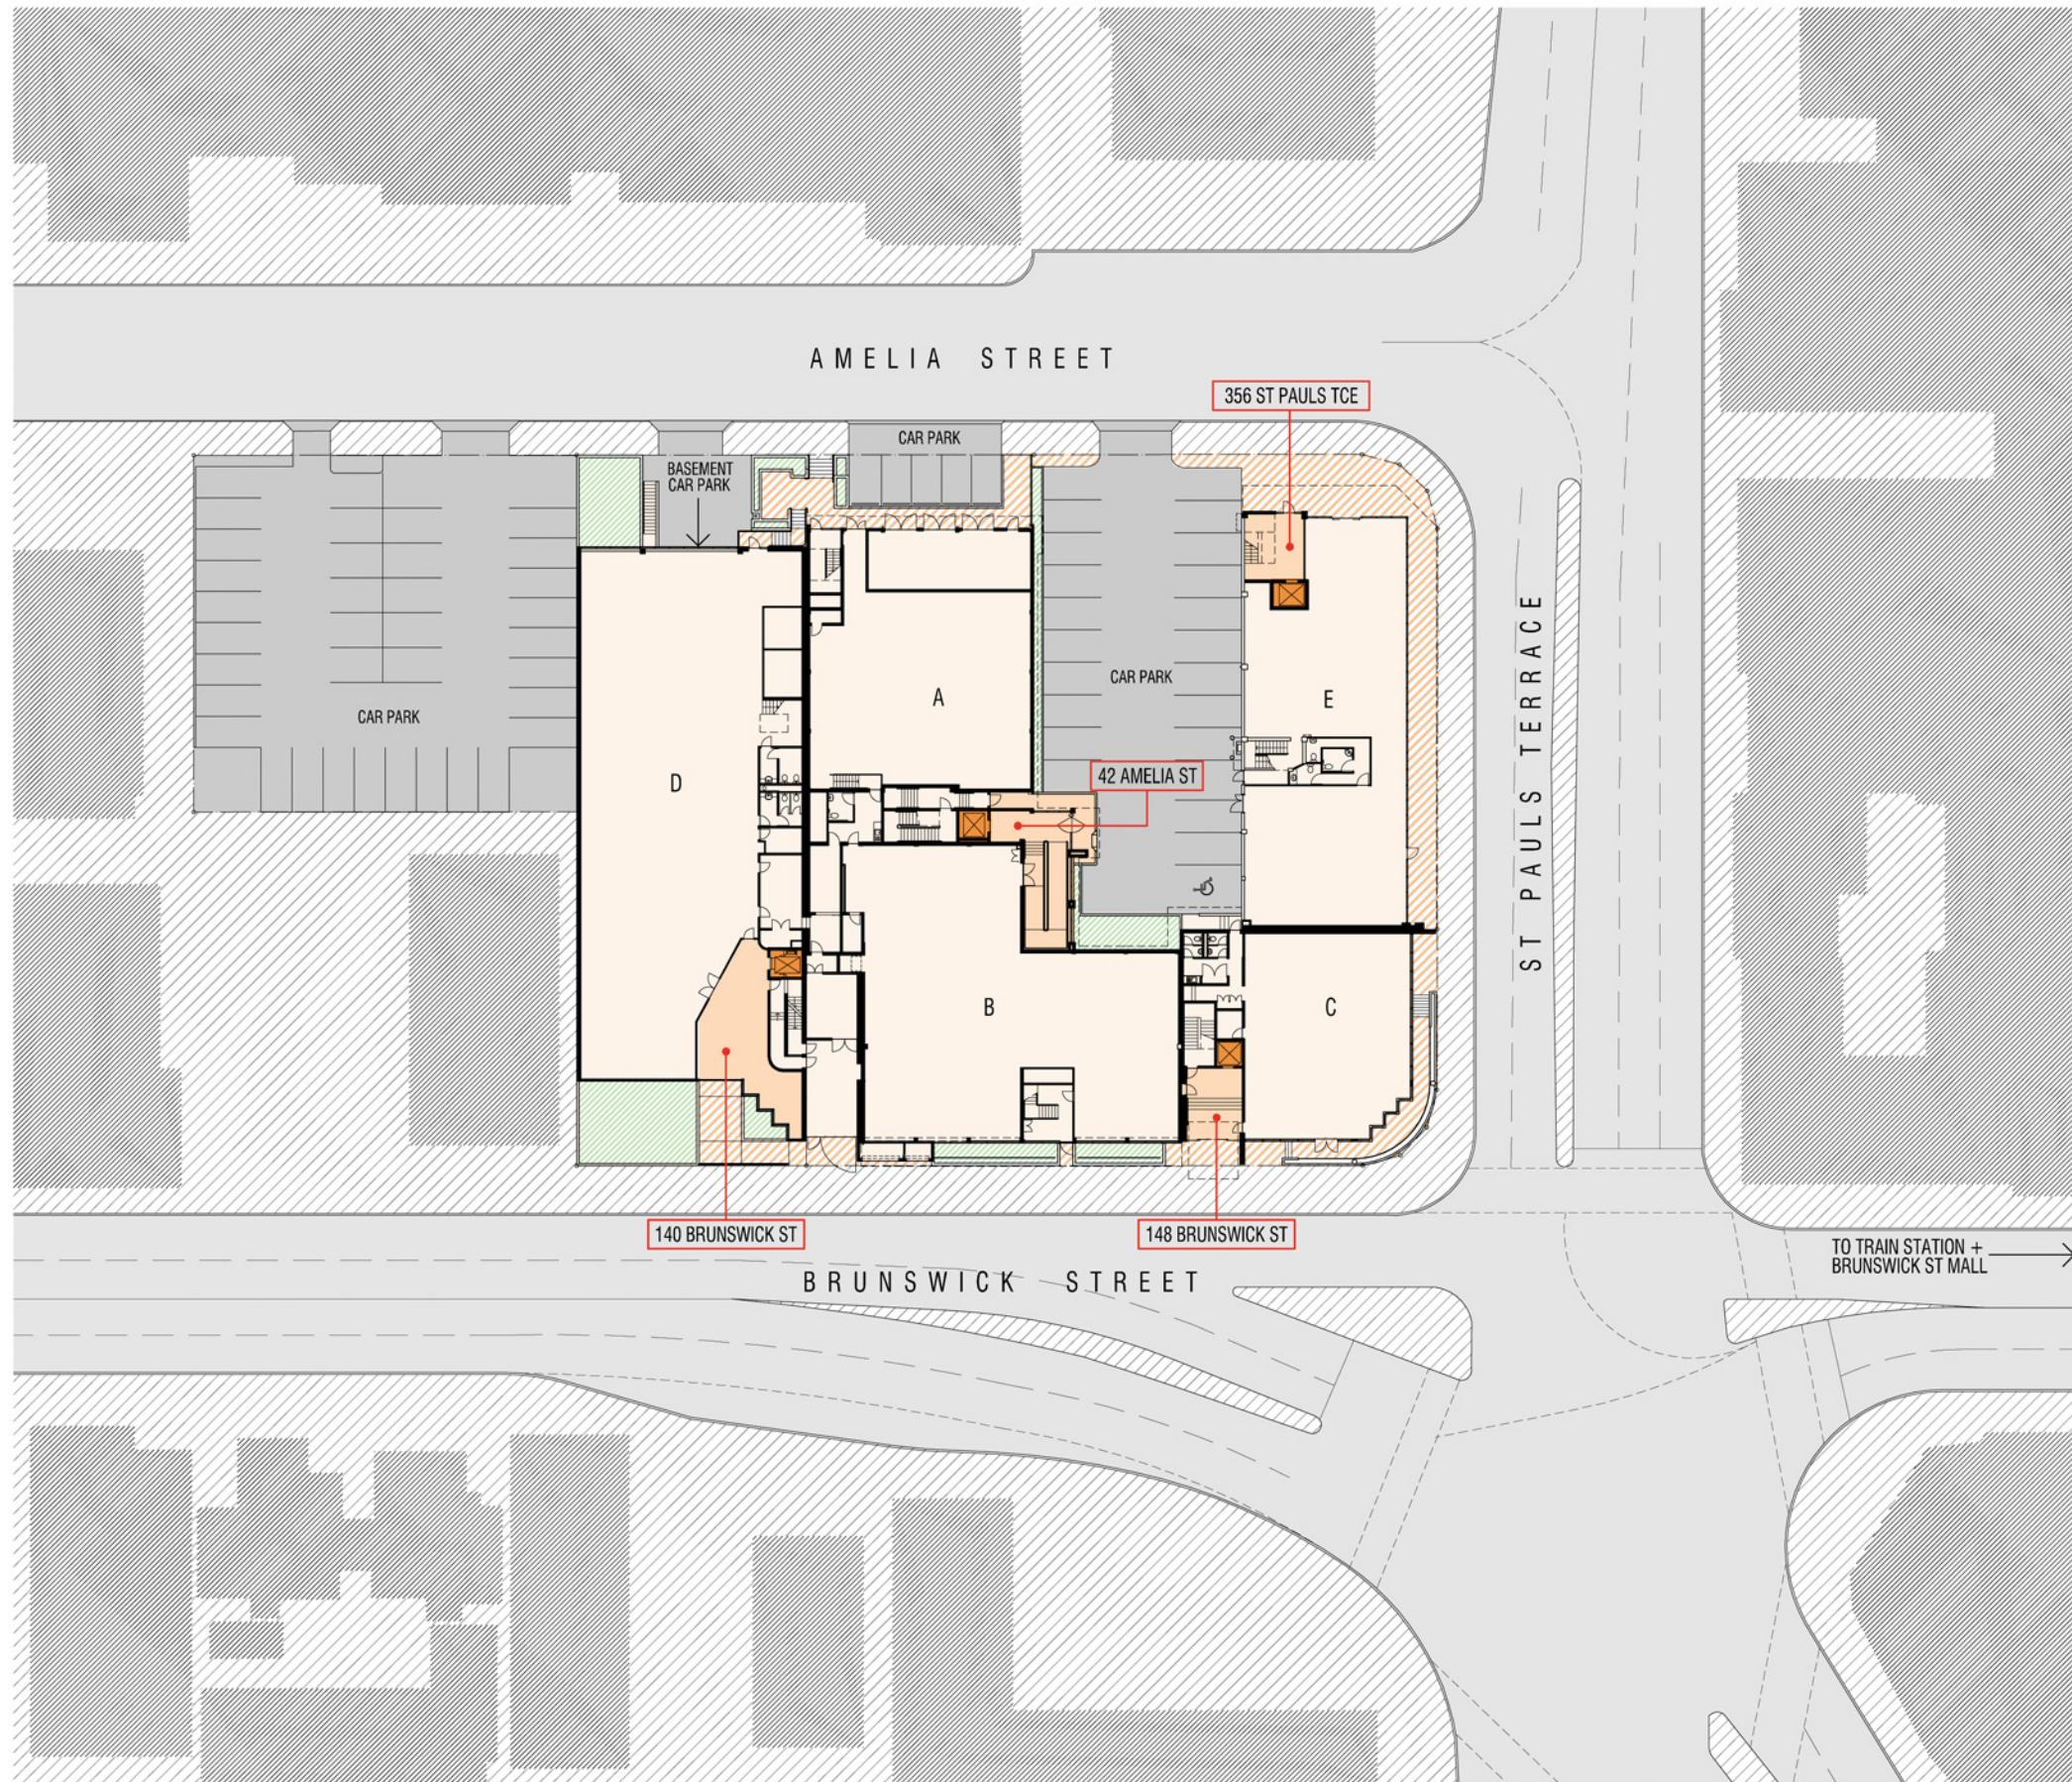 AMELIA STREET
356 ST PAULS TCE
CAR PARK
BASEMENT
CAR PARK
CAR PARK
CAR PARK
A
E
D
42 AMELIA ST
ST PAULS TERRACE
B
C
140 BRUNSWICK ST
148 BRUNSWICK ST
BRUNSWICK STREET
TO TRAIN STATION +
BRUNSWICK ST MALL